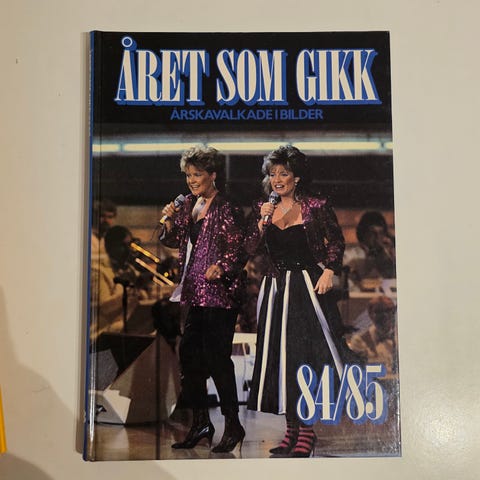 ÅRET SOM GIKK
ÅRSKAVALKADE I BILDER
84/85